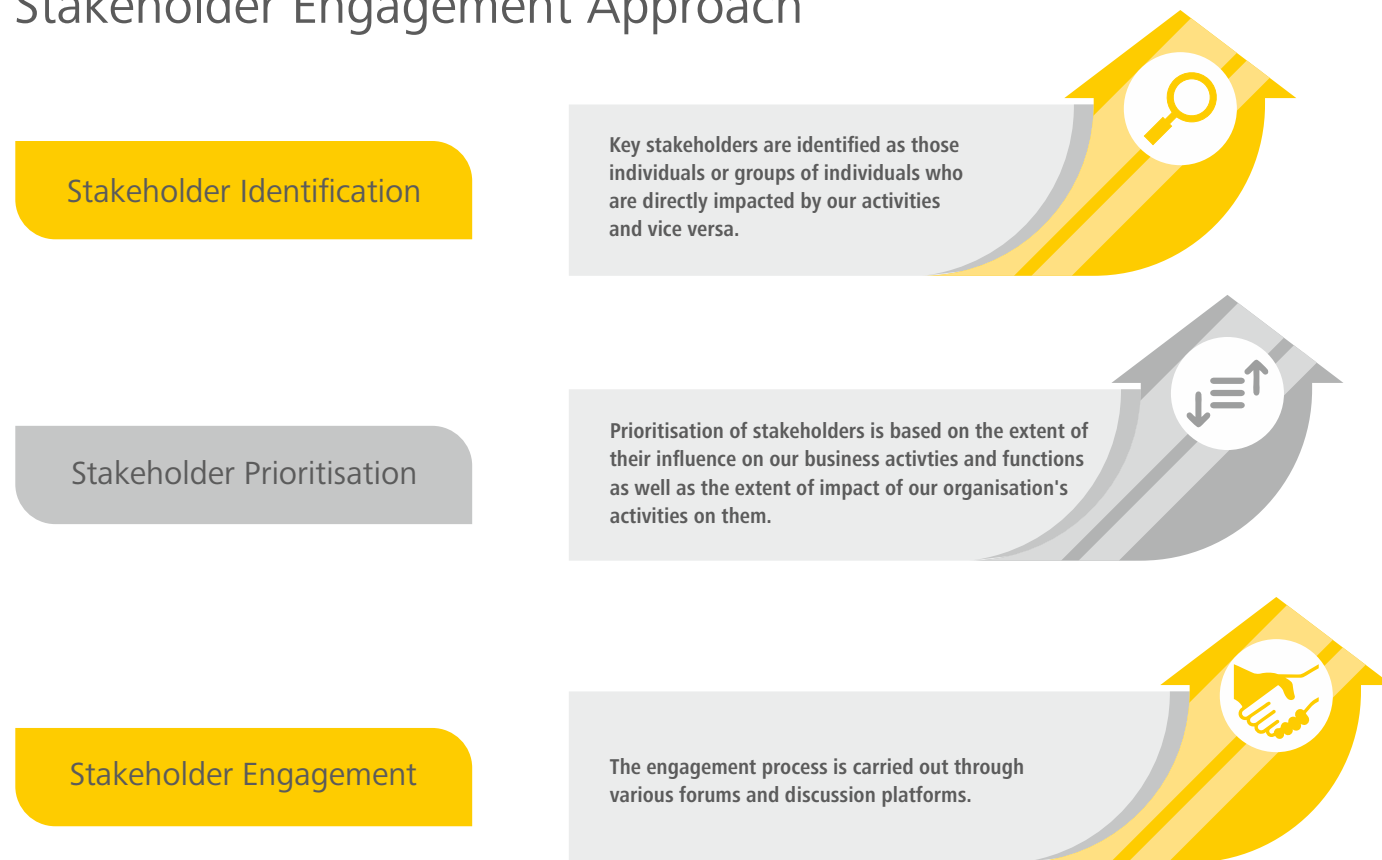 Stakeholder Engagement Approach
Stakeholder Identification
Key stakeholders are identified as those
individuals or groups of individuals who
are directly impacted by our activities
and vice versa.
Stakeholder Prioritisation
Prioritisation of stakeholders is based on the extent of
their influence on our business activties and functions
as well as the extent of impact of our organisation's
activities on them.
Stakeholder Engagement
The engagement process is carried out through
various forums and discussion platforms.